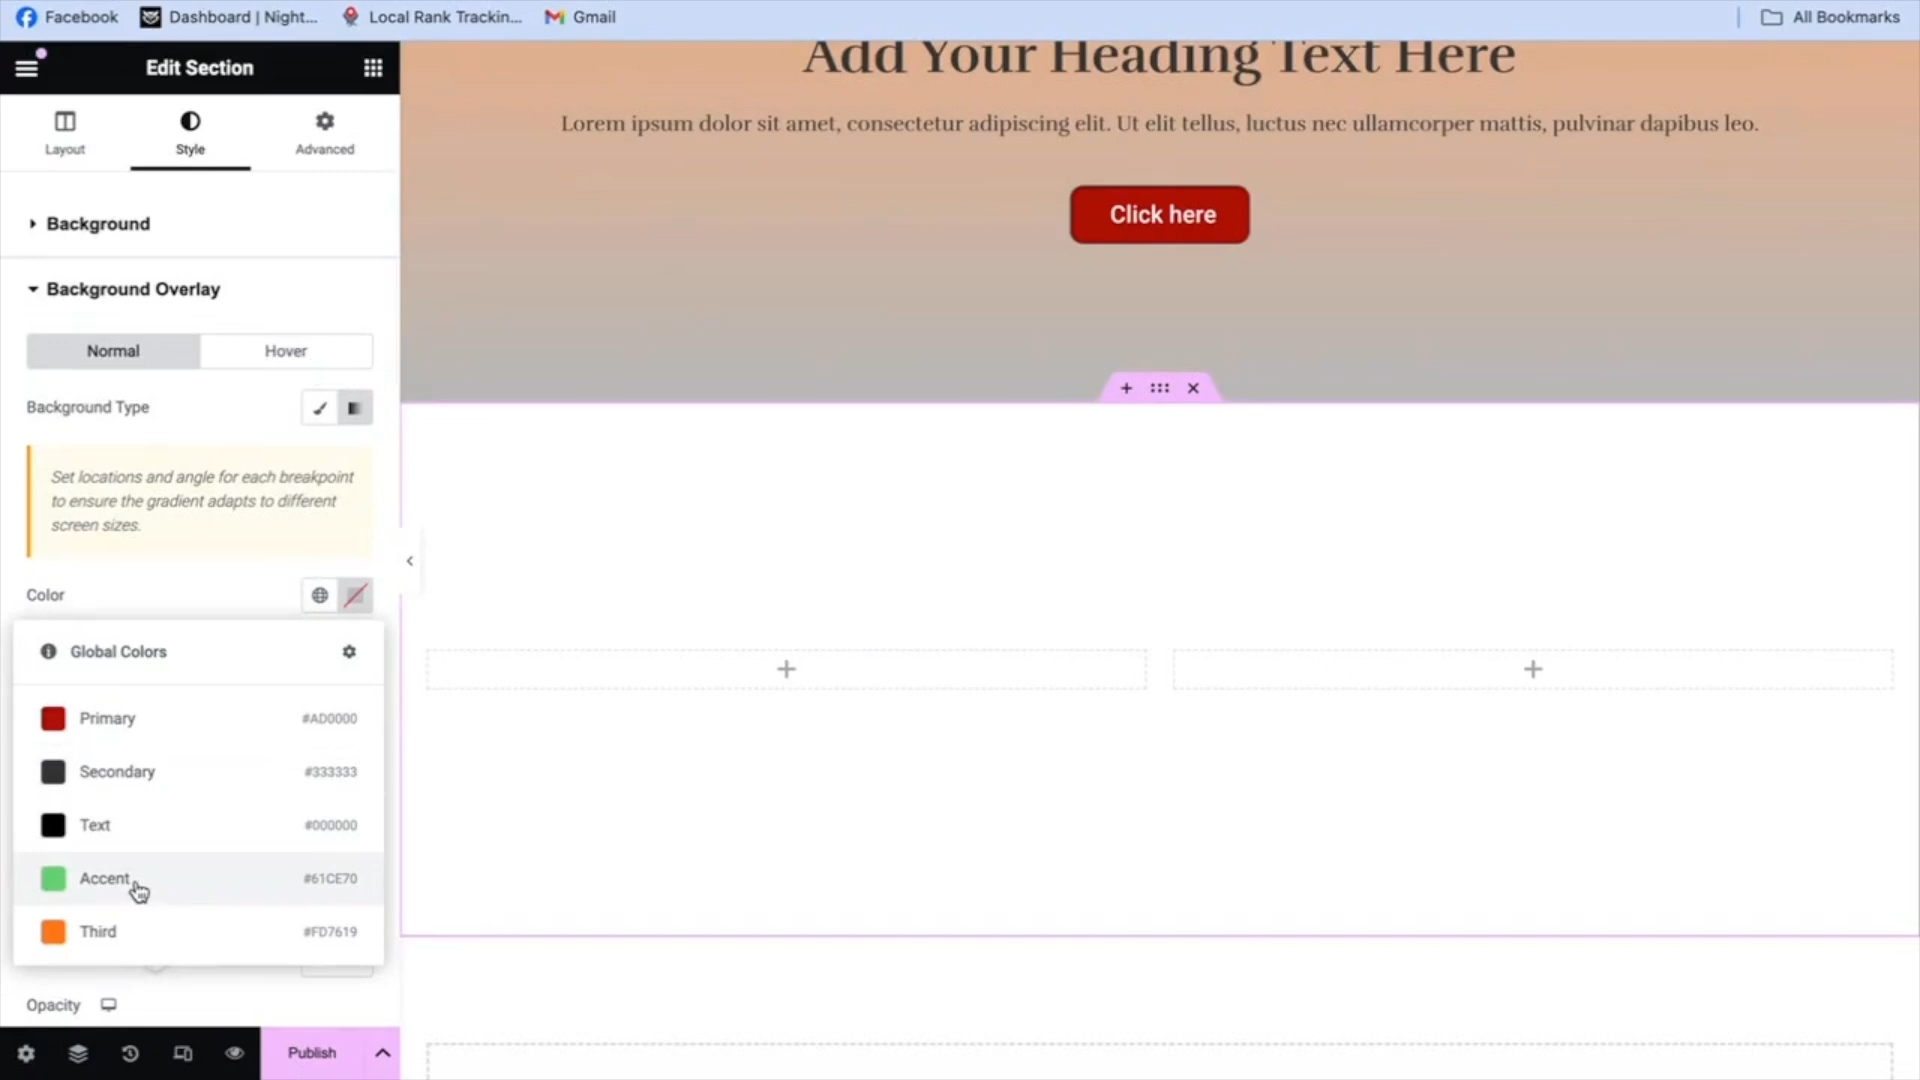 Facebook
Dashboard | Night...
Local Rank Trackin...
Gmail
All Bookmarks
Edit Section
Layout
Style
Advanced
Background
Background Overlay
Normal
Hover
Background Type
Set locations and angle for each breakpoint
to ensure the gradient adapts to different
screen sizes.
Color
Global Colors
Primary #AD0000
Secondary #333333
Text #000000
Accent #61CE70
Third #FD7619
Opacity
Publish
Add Your Heading Text Here
Lorem ipsum dolor sit amet, consectetur adipiscing elit. Ut elit tellus, luctus nec ullamcorper mattis, pulvinar dapibus leo.
Click here